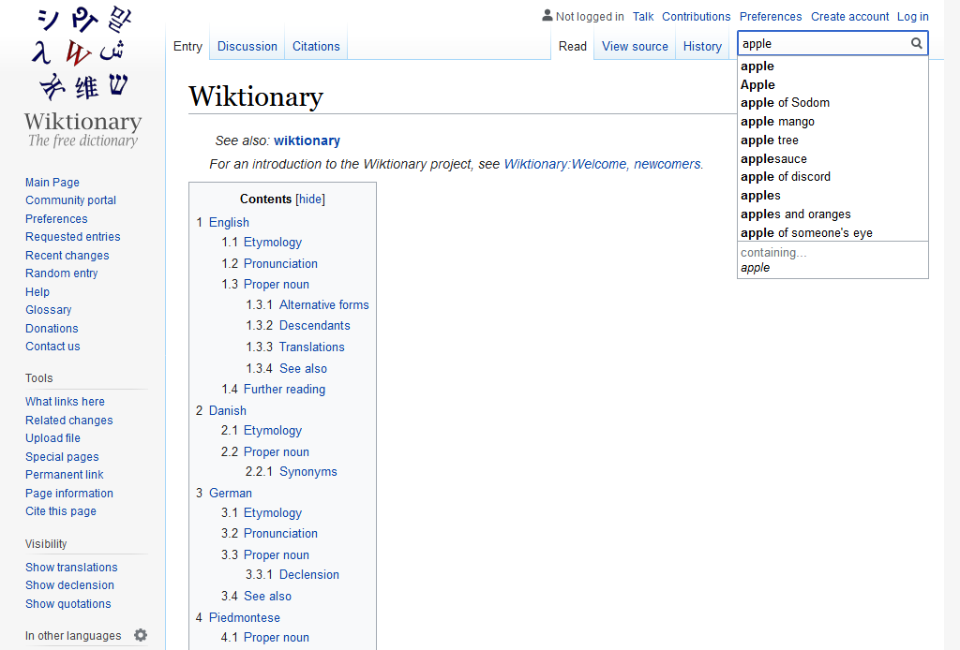 シ
ק
말
λ
W
ش
维
ש
Wiktionary
The free dictionary
Main Page
Community portal
Preferences
Requested entries
Recent changes
Random entry
Help
Glossary
Donations
Contact us
Tools
What links here
Related changes
Upload file
Special pages
Permanent link
Page information
Cite this page
Visibility
Show translations
Show declension
Show quotations
In other languages
Not logged in Talk Contributions Preferences Create account Log in
Entry Discussion Citations Read View source History
apple
apple
Apple
apple of Sodom
apple mango
apple tree
applesauce
apple of discord
apples
apples and oranges
apple of someone's eye
containing...
apple
Wiktionary
See also: wiktionary
For an introduction to the Wiktionary project, see Wiktionary:Welcome, newcomers.
Contents [hide]
1 English
1.1 Etymology
1.2 Pronunciation
1.3 Proper noun
1.3.1 Alternative forms
1.3.2 Descendants
1.3.3 Translations
1.3.4 See also
1.4 Further reading
2 Danish
2.1 Etymology
2.2 Proper noun
2.2.1 Synonyms
3 German
3.1 Etymology
3.2 Pronunciation
3.3 Proper noun
3.3.1 Declension
3.4 See also
4 Piedmontese
4.1 Proper noun